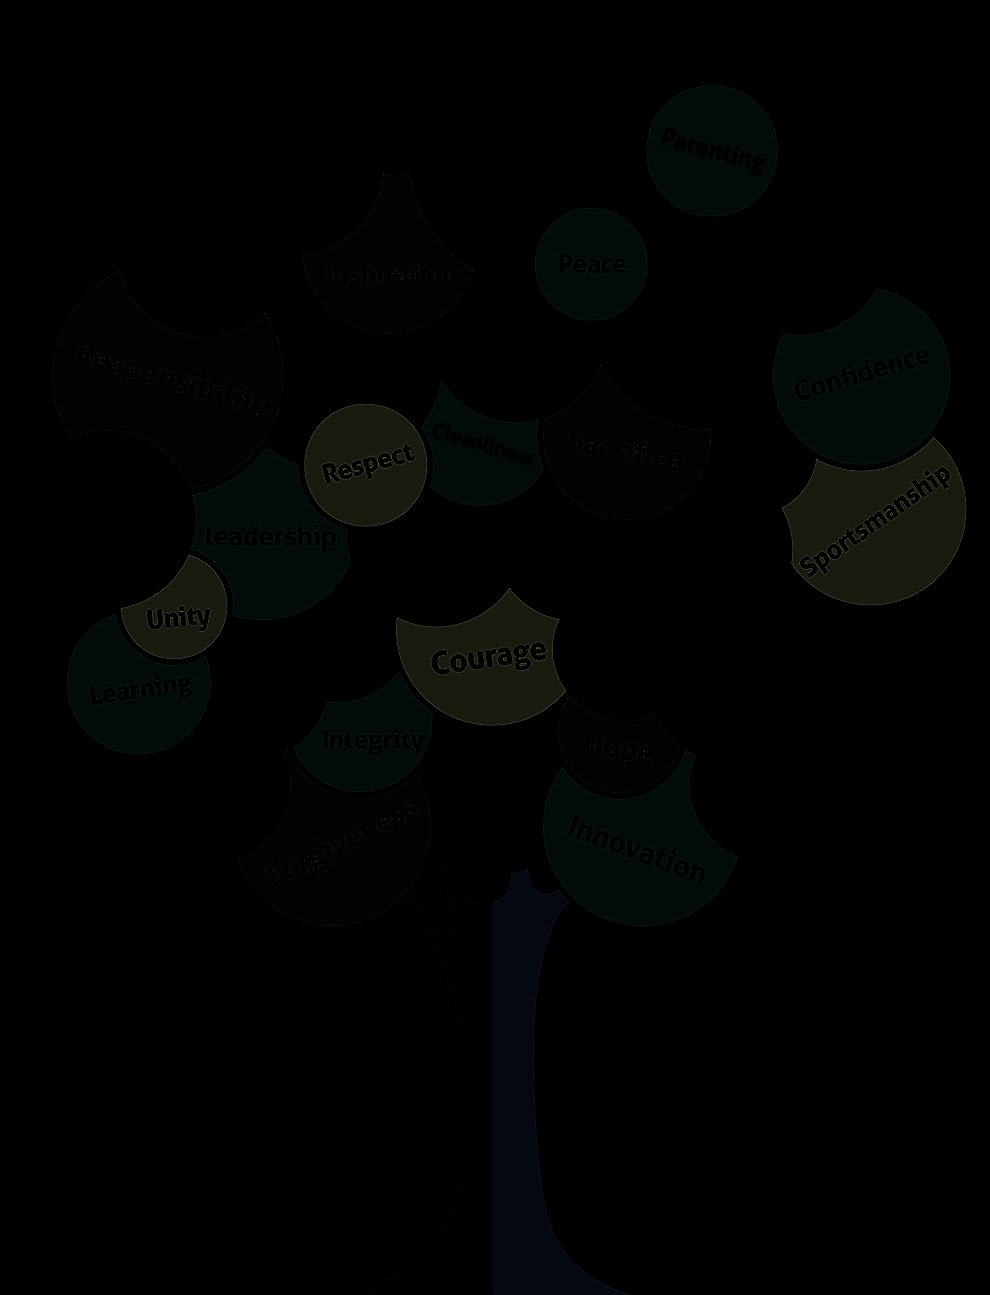 Parenting
Peace
Inspiration
Responsibility
Confidence
Cleanliness
Sacrifice
Respect
Sportsmanship
leadership
Unity
Courage
Learning
Integrity
Hope
Forgiveness
Innovation